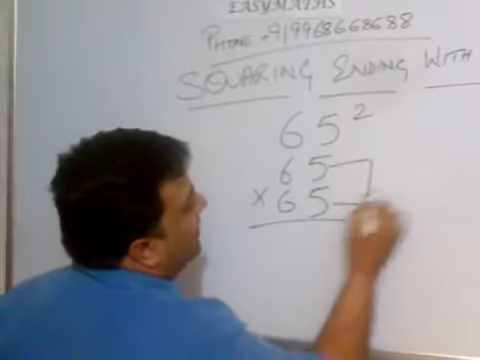 EASYMATHS
PHONE +919968668688
SQUARING ENDING WITH
65²
65
× 65